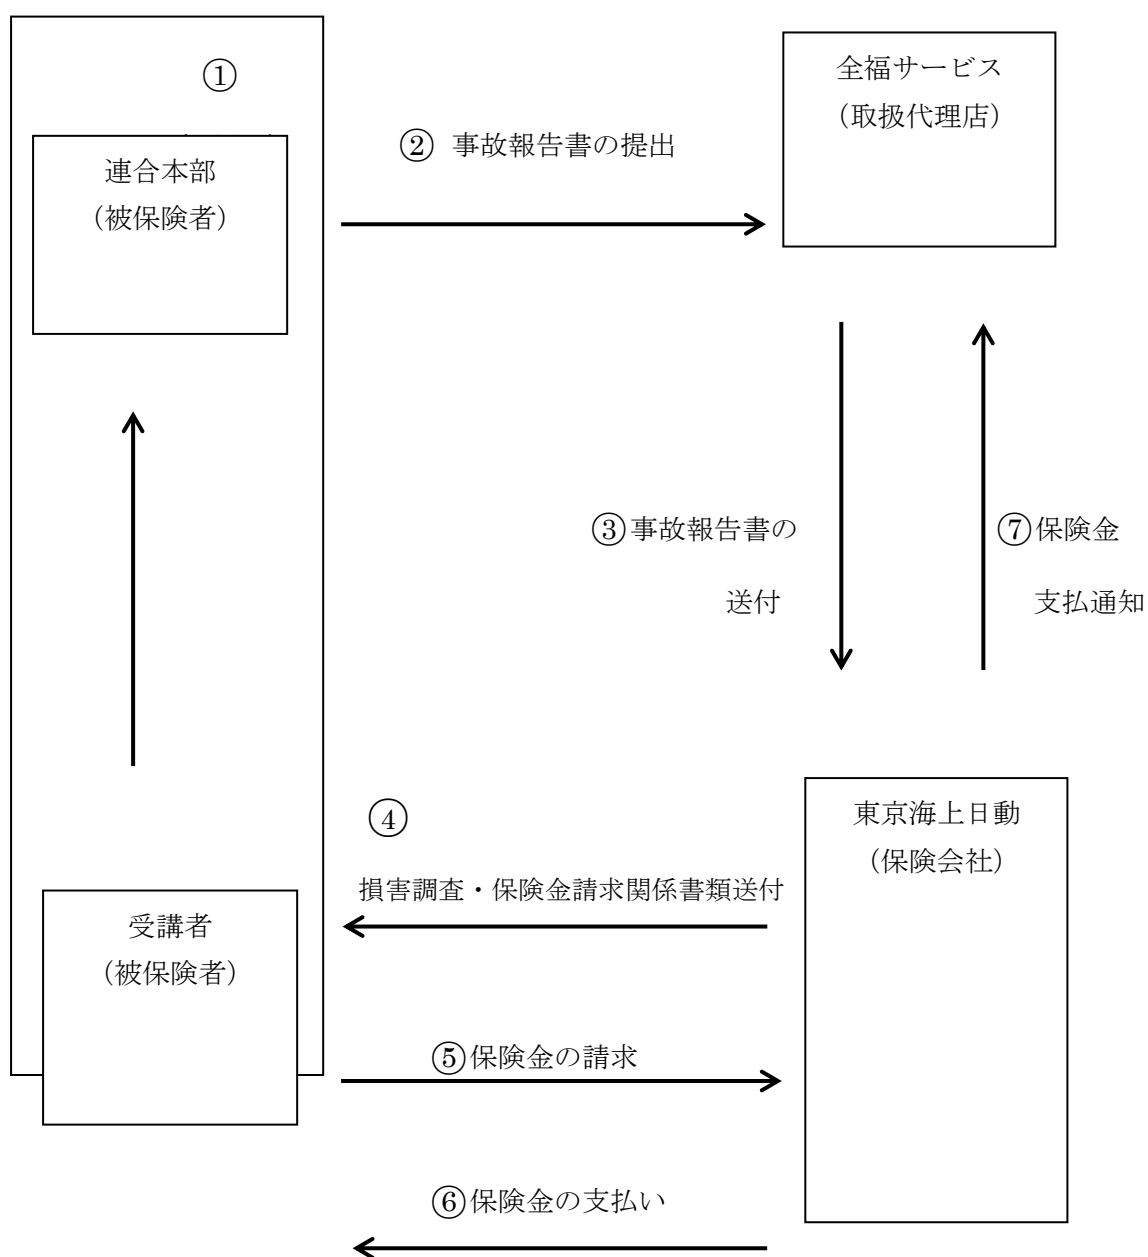 ①
連合本部
（被保険者）
② 事故報告書の提出
全福サービス
（取扱代理店）
③事故報告書の
送付
⑦保険金
支払通知
④
損害調査・保険金請求関係書類送付
東京海上日動
（保険会社）
受講者
（被保険者）
⑤保険金の請求
⑥保険金の支払い